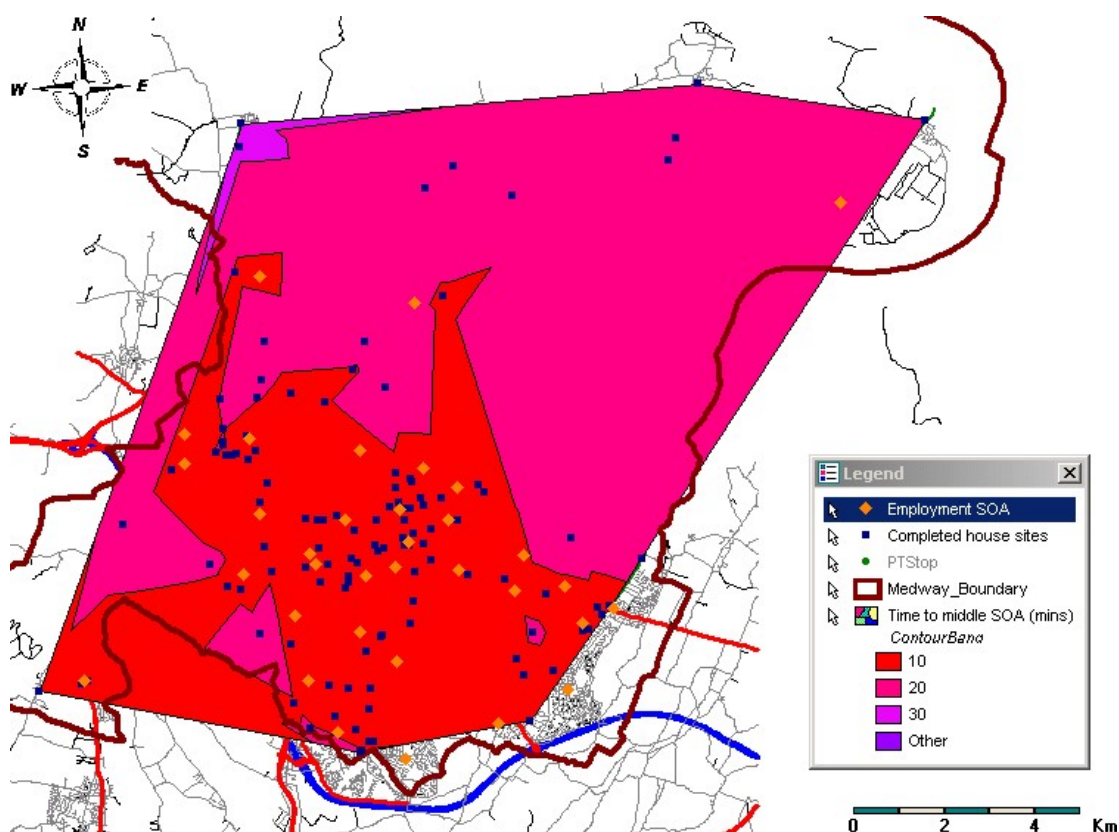 N
W E
S
Legend
Employment SOA
Completed house sites
PTStop
Medway_Boundary
Time to middle SOA (mins)
ContourBand
10
20
30
Other
0 2 4 Km